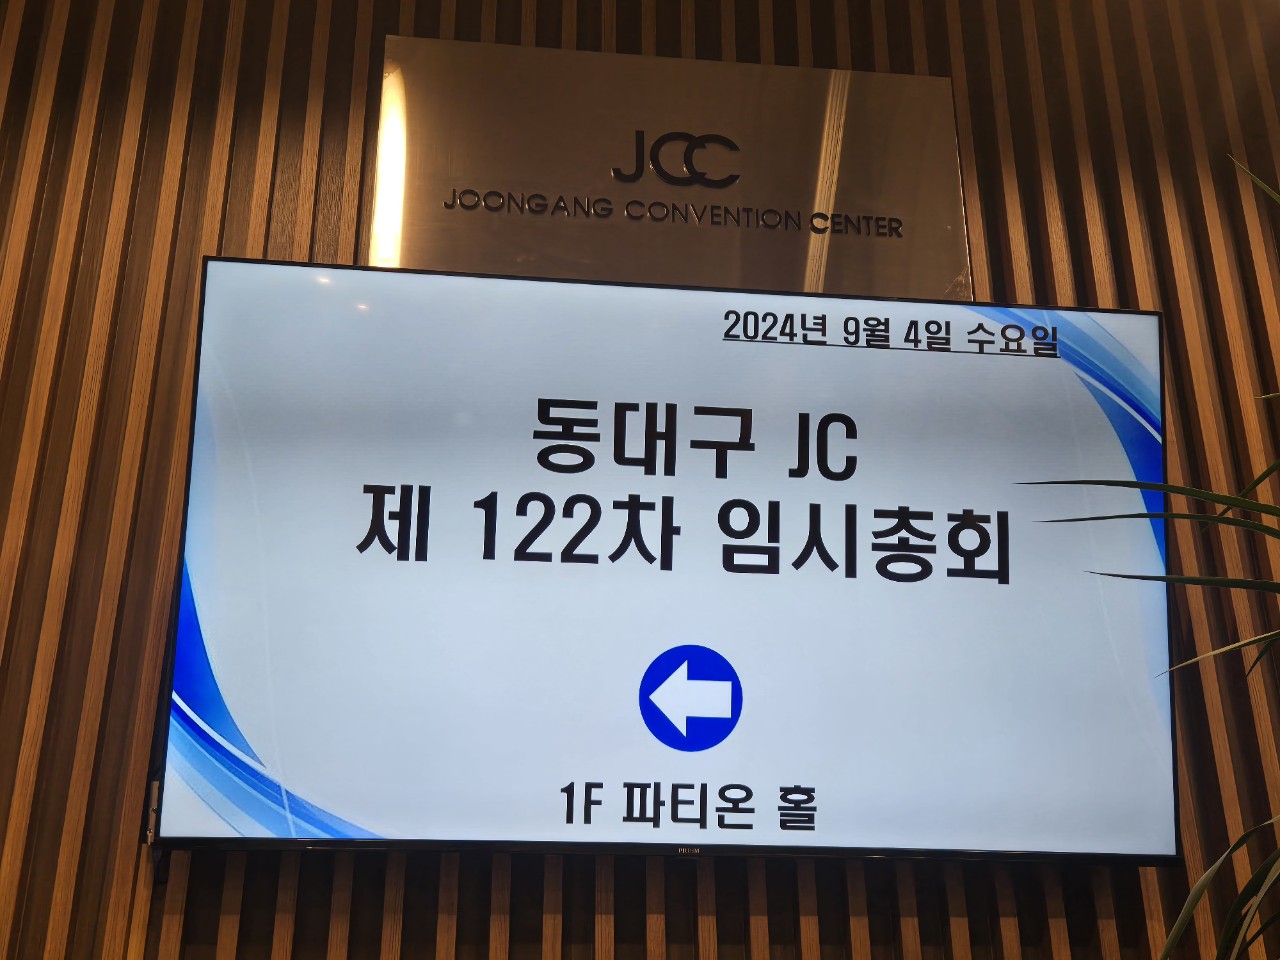 JCC
JOONGANG CONVENTION CENTER
2024년 9월 4일 수요일
동대구 JC
제 122차 임시총회
1F 파티온 홀
PRISM